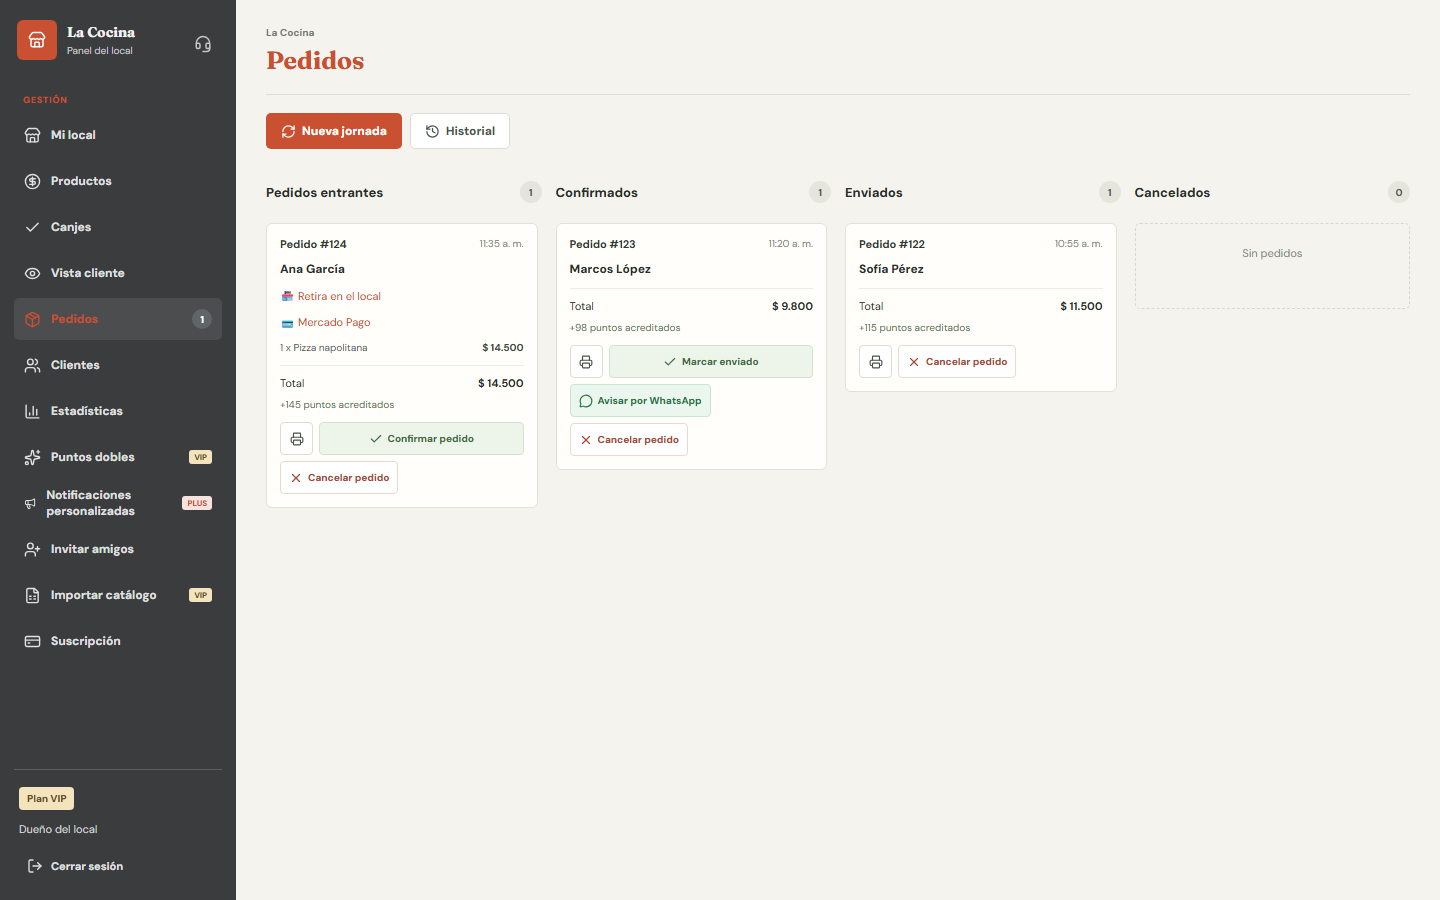 La Cocina
Panel del local
GESTIÓN
Mi local
Productos
Canjes
Vista cliente
Pedidos 1
Clientes
Estadísticas
Puntos dobles VIP
Notificaciones
personalizadas PLUS
Invitar amigos
Importar catálogo VIP
Suscripción
Plan VIP
Dueño del local
Cerrar sesión
La Cocina
Pedidos
Nueva jornada
Historial
Pedidos entrantes 1
Pedido #124 11:35 a. m.
Ana García
Retira en el local
Mercado Pago
1 x Pizza napolitana $ 14.500
Total $ 14.500
+145 puntos acreditados
Confirmar pedido
Cancelar pedido
Confirmados 1
Pedido #123 11:20 a. m.
Marcos López
Total $ 9.800
+98 puntos acreditados
Marcar enviado
Avisar por WhatsApp
Cancelar pedido
Enviados 1
Pedido #122 10:55 a. m.
Sofía Pérez
Total $ 11.500
+115 puntos acreditados
Cancelar pedido
Cancelados 0
Sin pedidos